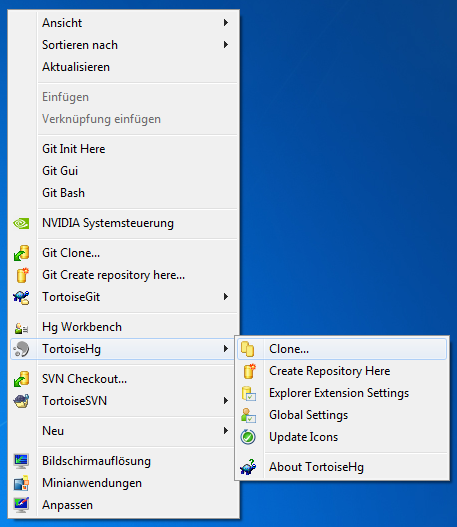 Ansicht
Sortieren nach
Aktualisieren
Einfügen
Verknüpfung einfügen
Git Init Here
Git Gui
Git Bash
NVIDIA Systemsteuerung
Git Clone...
Git Create repository here...
TortoiseGit
Hg Workbench
TortoiseHg
SVN Checkout...
TortoiseSVN
Neu
Bildschirmauflösung
Minianwendungen
Anpassen
Clone...
Create Repository Here
Explorer Extension Settings
Global Settings
Update Icons
About TortoiseHg